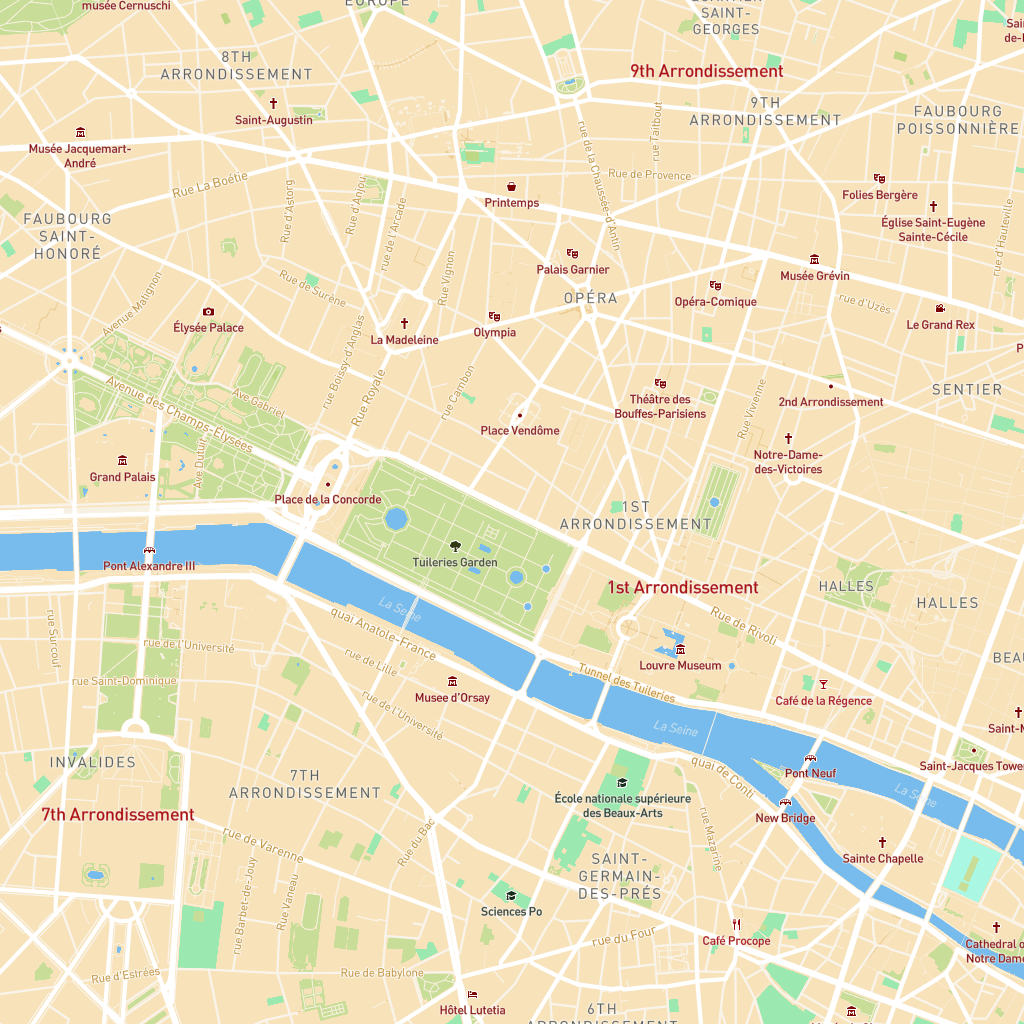 musée Cernuschi
EUROPE
QUARTIER
SAINT-
GEORGES
8TH
ARRONDISSEMENT
9th Arrondissement
9TH
ARRONDISSEMENT
FAUBOURG
POISSONNIÈRE
Saint-Augustin
Musée Jacquemart-
André
rue de la Chaussée-d'Antin
rue Taitbout
Rue de Provence
Rue La Boétie
Rue d'Astorg
Rue d'Anjou
rue de l'Arcade
Printemps
Folies Bergère
Église Saint-Eugène
Sainte-Cécile
rue d'Hauteville
FAUBOURG
SAINT-
HONORÉ
Rue Vignon
Palais Garnier
Musée Grévin
Rue de Surène
Avenue Matignon
OPÉRA
Opéra-Comique
rue d'Uzès
Le Grand Rex
Élysée Palace
La Madeleine
Olympia
rue Boissy-d'Anglas
Rue Royale
rue Cambon
Avenue des Champs-Élysées
Ave Gabriel
Théâtre des
Bouffes-Parisiens
Rue Vivienne
2nd Arrondissement
SENTIER
Place Vendôme
Ave Dutuit
Grand Palais
Notre-Dame-
des-Victoires
Place de la Concorde
1ST
ARRONDISSEMENT
Pont Alexandre III
Tuileries Garden
1st Arrondissement
HALLES
HALLES
La Seine
quai Anatole-France
Rue de Rivoli
rue Surcouf
rue de l'Université
rue de Lille
Louvre Museum
rue Saint-Dominique
Musee d'Orsay
Tunnel des Tuileries
Café de la Régence
rue de l'Université
La Seine
INVALIDES
7TH
ARRONDISSEMENT
quai de Conti
Pont Neuf
Saint-Jacques Tower
La Seine
École nationale supérieure
des Beaux-Arts
New Bridge
7th Arrondissement
Rue du Bac
rue de Varenne
rue Mazarine
Sainte Chapelle
SAINT-
GERMAIN-
DES-PRÉS
rue Barbet-de-Jouy
Rue Vaneau
Sciences Po
rue du Four
Café Procope
Cathedral of
Notre Dame
Rue d'Estrées
Rue de Babylone
Hôtel Lutetia
6TH
ARRONDISSEMENT